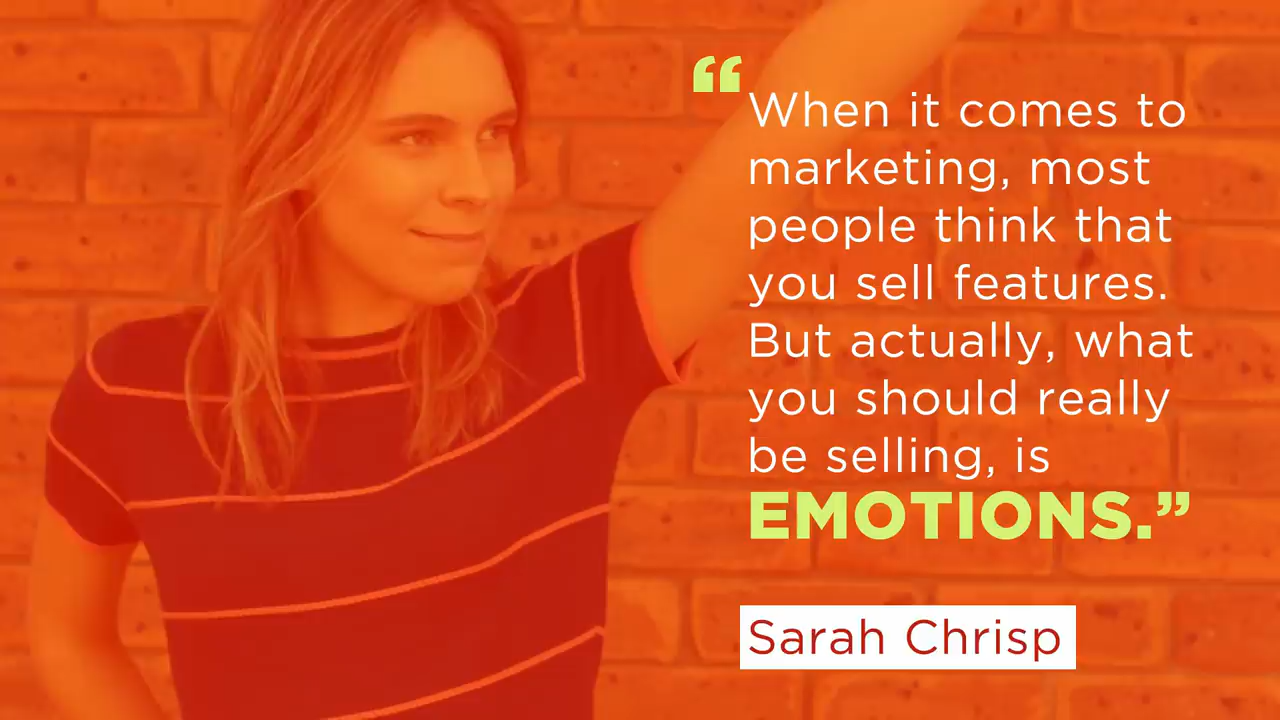 “When it comes to
marketing, most
people think that
you sell features.
But actually, what
you should really
be selling, is
EMOTIONS.”
Sarah Chrisp